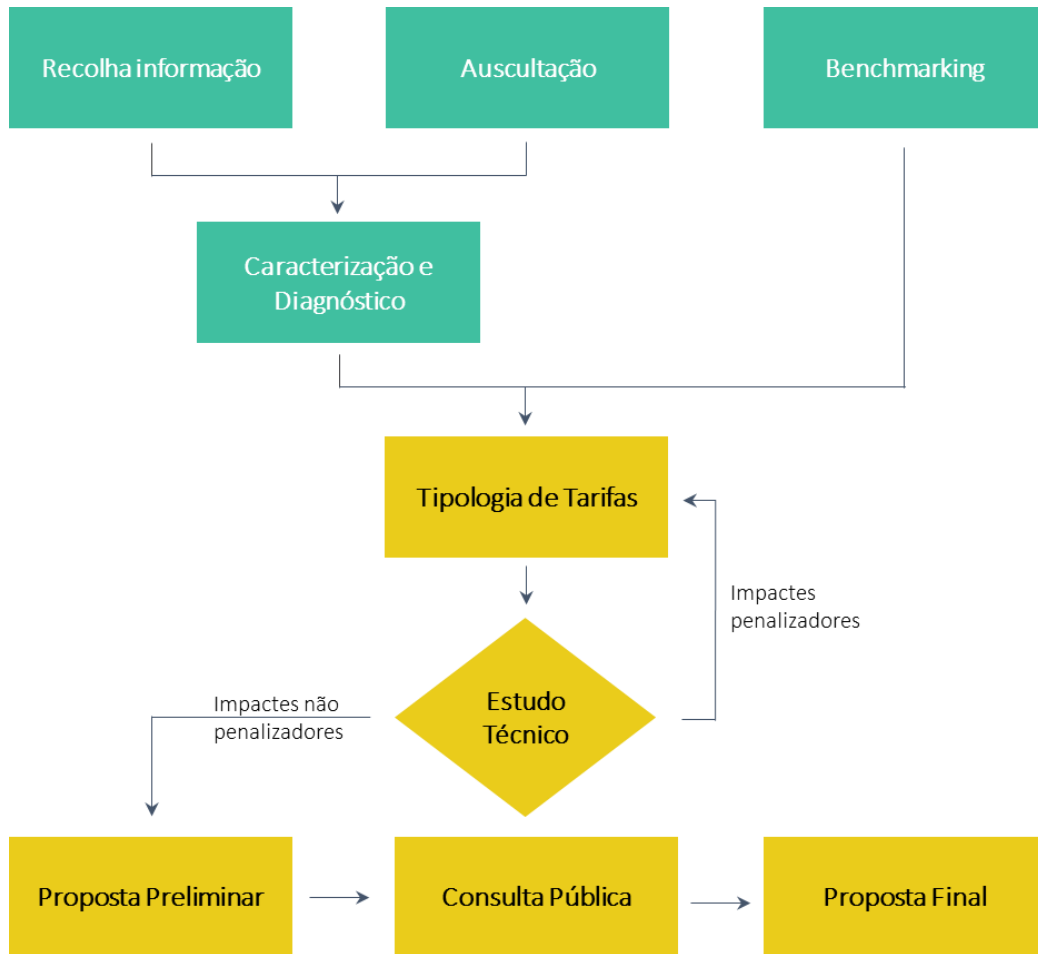 Recolha informação
Auscultação
Benchmarking
Caracterização e
Diagnóstico
Tipologia de Tarifas
Impactes
penalizadores
Estudo
Técnico
Impactes não
penalizadores
Proposta Preliminar
Consulta Pública
Proposta Final